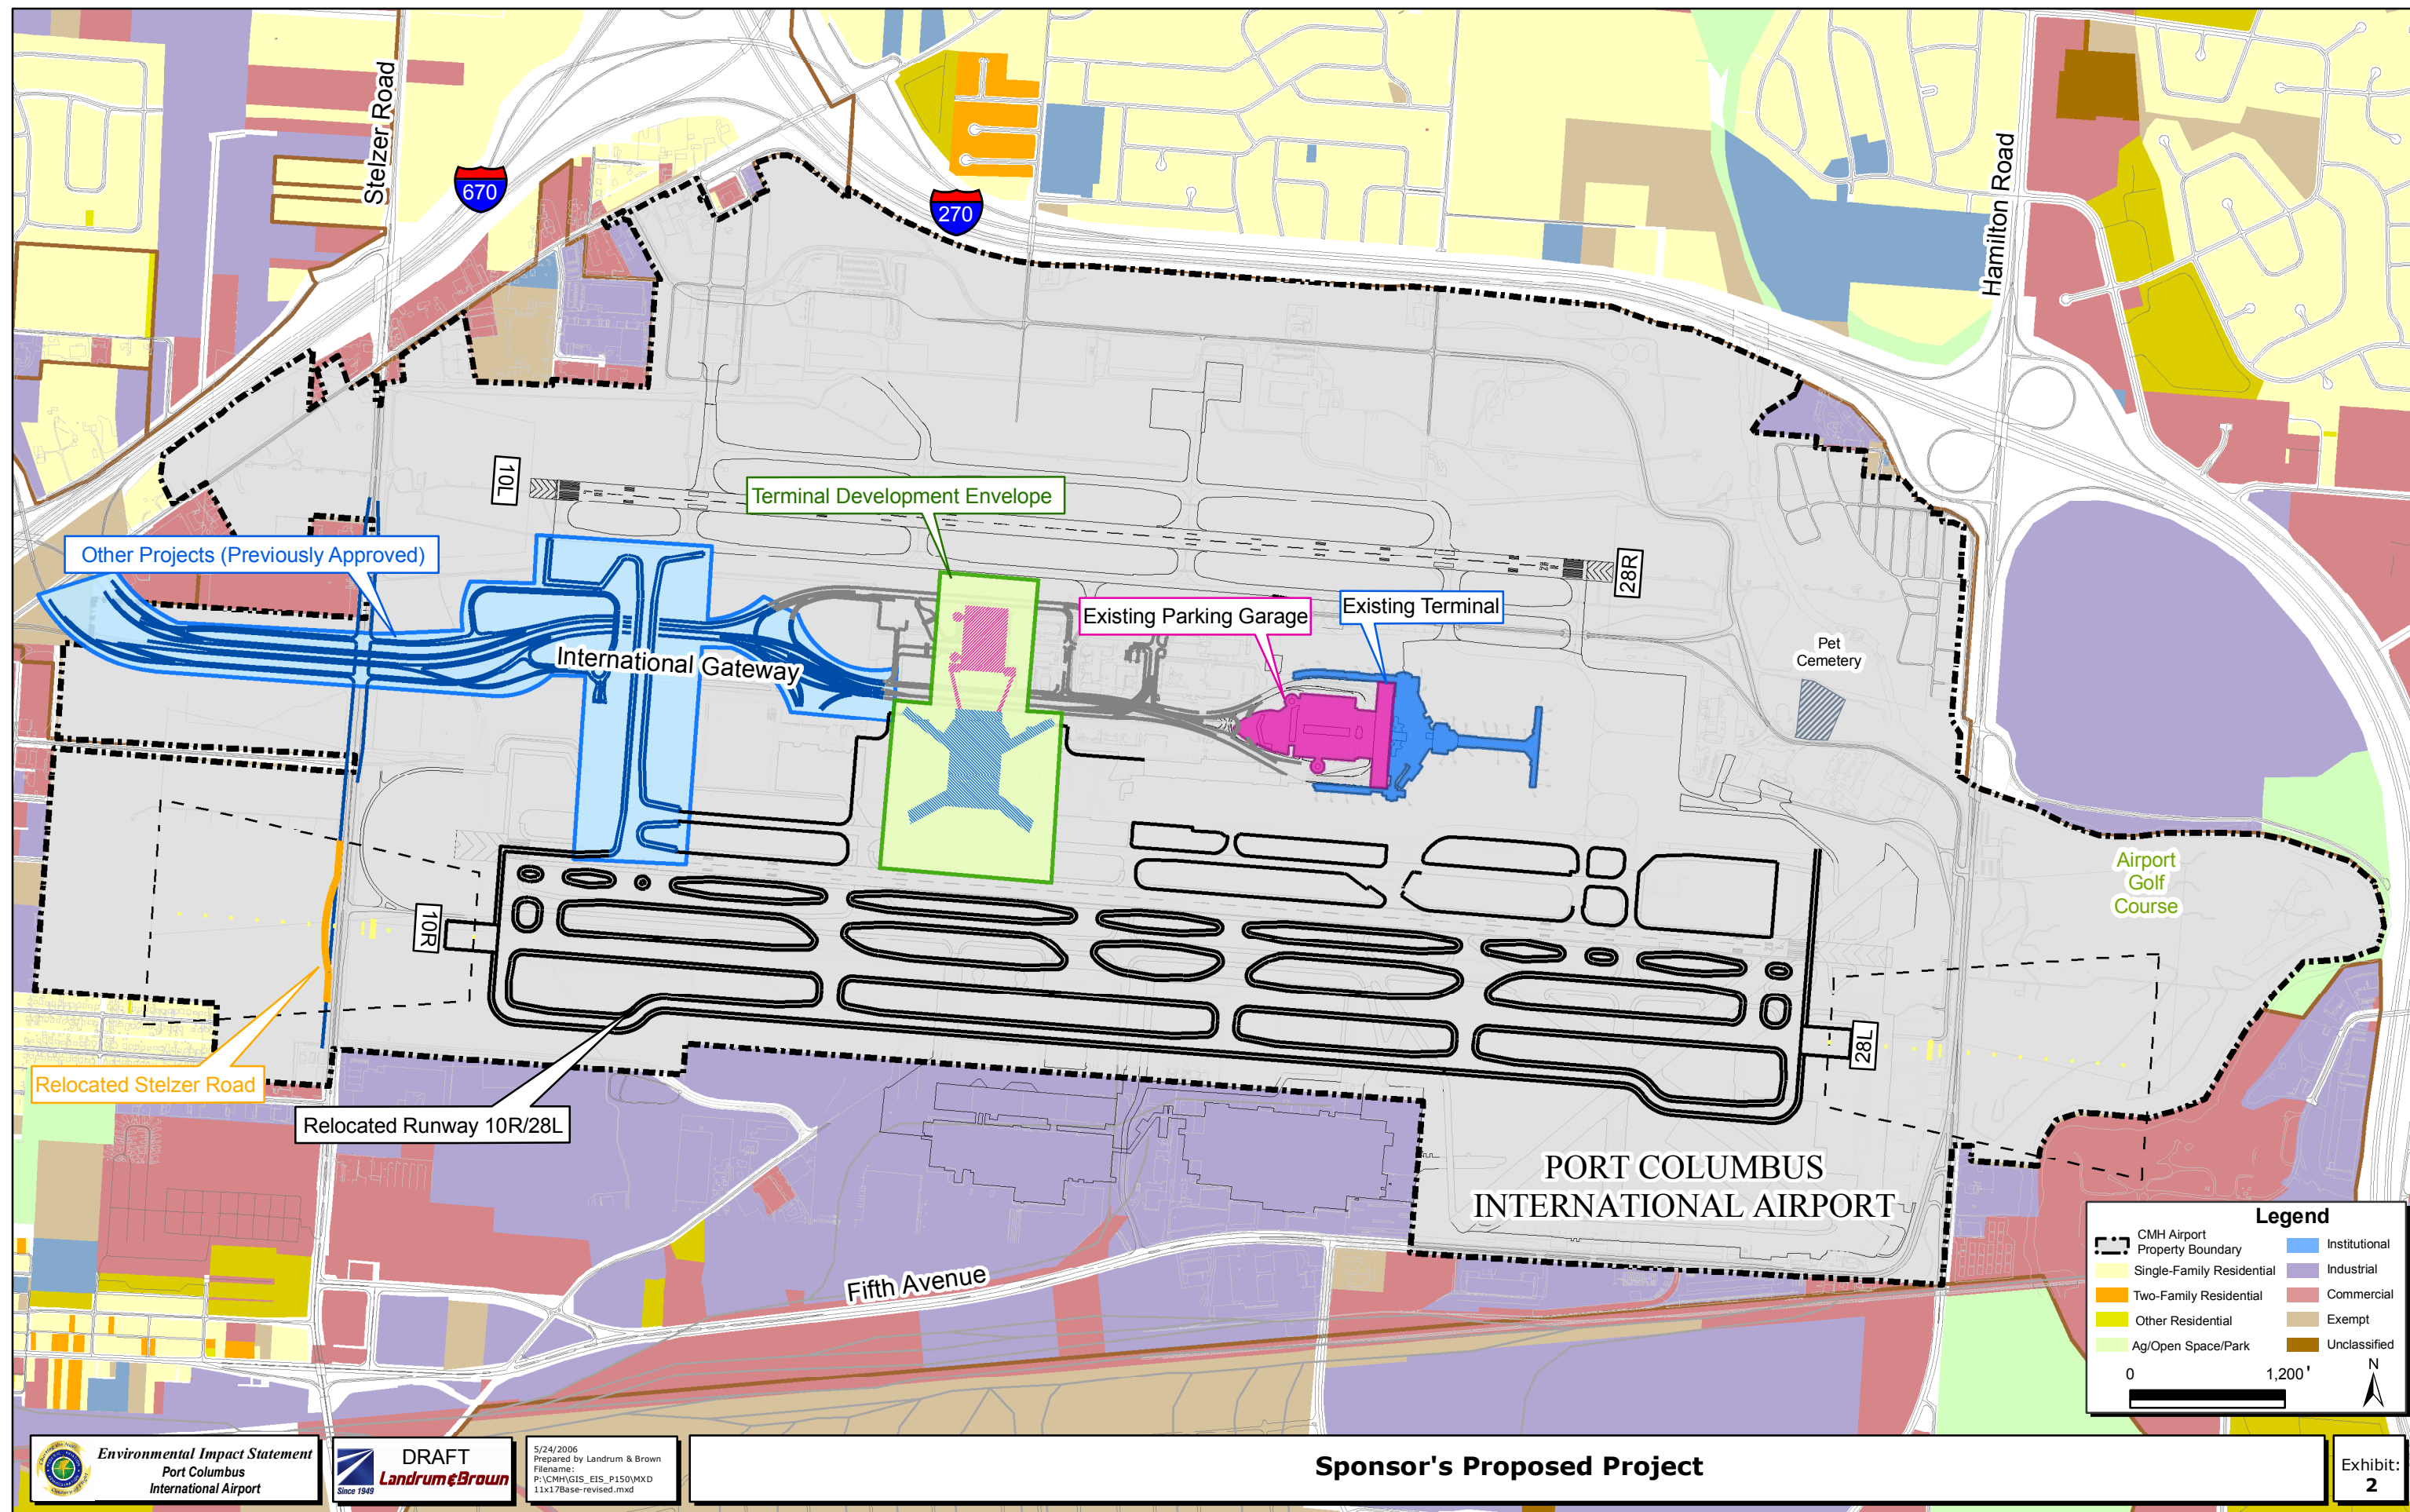 Stelzer Road
670
270
Hamilton Road
10L
Terminal Development Envelope
Other Projects (Previously Approved)
28R
Existing Parking Garage
Existing Terminal
International Gateway
Pet
Cemetery
Airport
Golf
Course
10R
28L
Relocated Stelzer Road
Relocated Runway 10R/28L
PORT COLUMBUS
INTERNATIONAL AIRPORT
Fifth Avenue
Legend
CMH Airport
Property Boundary
Single-Family Residential
Two-Family Residential
Other Residential
Ag/Open Space/Park
Institutional
Industrial
Commercial
Exempt
Unclassified
0 1,200 '
N
Environmental Impact Statement
Port Columbus
International Airport
DRAFT
Landrum & Brown
Since 1949
5/24/2006
Prepared by Landrum & Brown
Filename:
P:\CMH\GIS_EIS_P150\MXD
11x17Base-revised.mxd
Sponsor's Proposed Project
Exhibit:
2